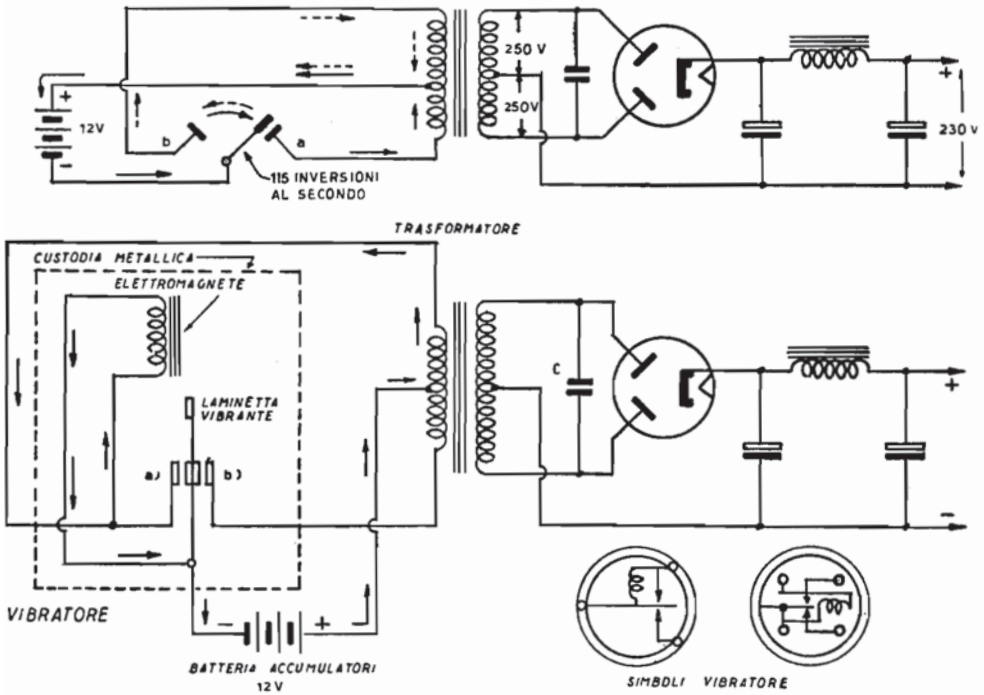 250 V
250V
+
12V
-
b
a
115 INVERSIONI
AL SECONDO
+
230 V
TRASFORMATORE
CUSTODIA METALLICA
ELETTROMAGNETE
LAMINETTA
VIBRANTE
a)
b)
C
+
-
VIBRATORE
-
+
BATTERIA ACCUMULATORI
12V
SIMBOLI VIBRATORE